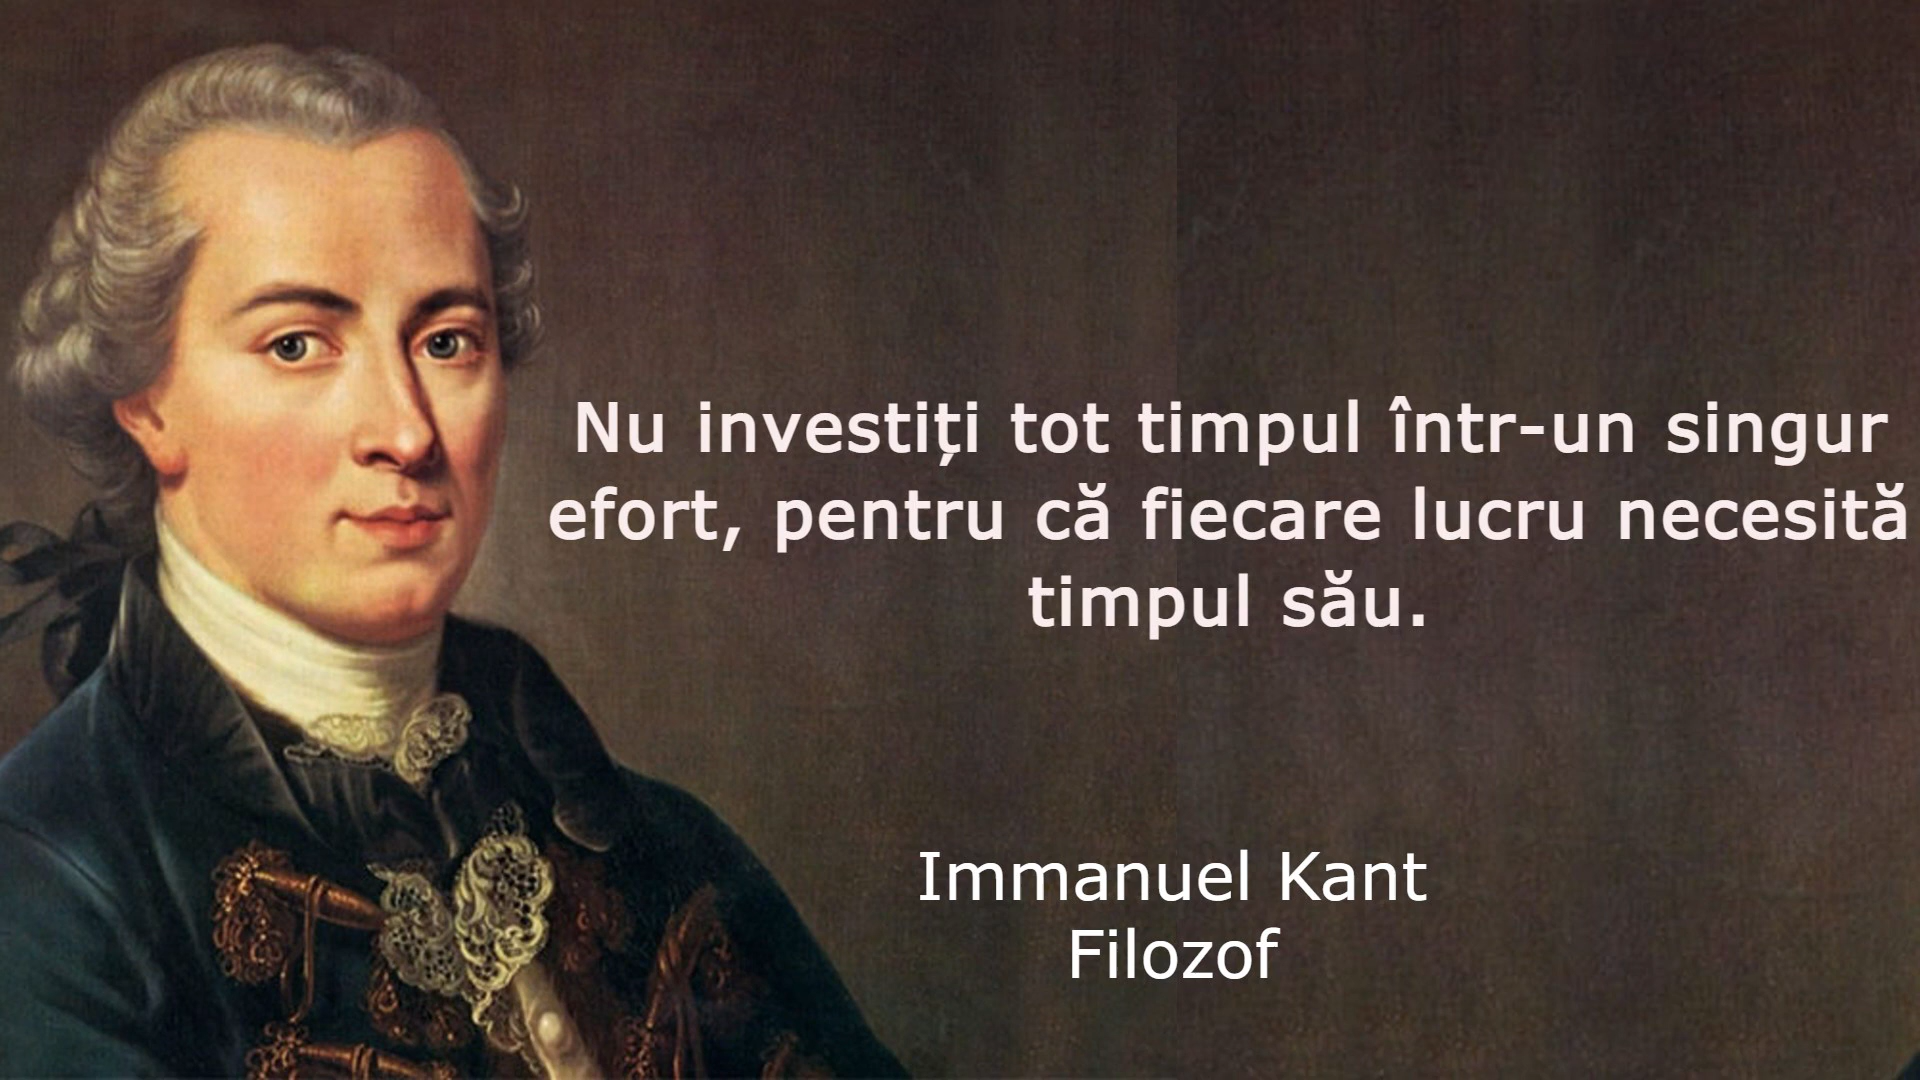 Nu investiți tot timpul într-un singur
efort, pentru că fiecare lucru necesită
timpul său.
Immanuel Kant
Filozof